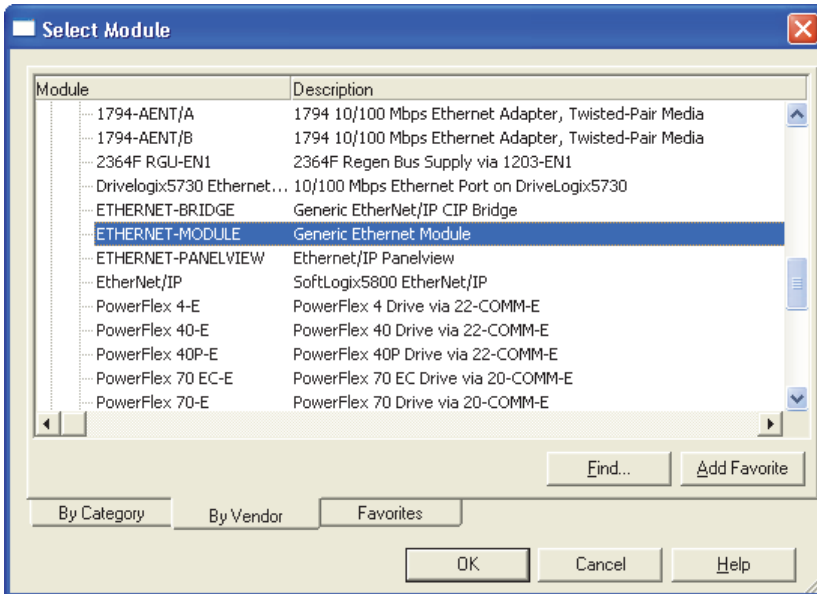 Select Module
Module Description
1794-AENT/A 1794 10/100 Mbps Ethernet Adapter, Twisted-Pair Media
1794-AENT/B 1794 10/100 Mbps Ethernet Adapter, Twisted-Pair Media
2364F RGU-EN1 2364F Regen Bus Supply via 1203-EN1
Drivelogix5730 Ethernet... 10/100 Mbps Ethernet Port on DriveLogix5730
ETHERNET-BRIDGE Generic EtherNet/IP CIP Bridge
ETHERNET-MODULE Generic Ethernet Module
ETHERNET-PANELVIEW Ethernet/IP Panelview
EtherNet/IP SoftLogix5800 EtherNet/IP
PowerFlex 4-E PowerFlex 4 Drive via 22-COMM-E
PowerFlex 40-E PowerFlex 40 Drive via 22-COMM-E
PowerFlex 40P-E PowerFlex 40P Drive via 22-COMM-E
PowerFlex 70 EC-E PowerFlex 70 EC Drive via 20-COMM-E
PowerFlex 70-E PowerFlex 70 Drive via 20-COMM-E
Find... Add Favorite
By Category By Vendor Favorites
OK Cancel Help